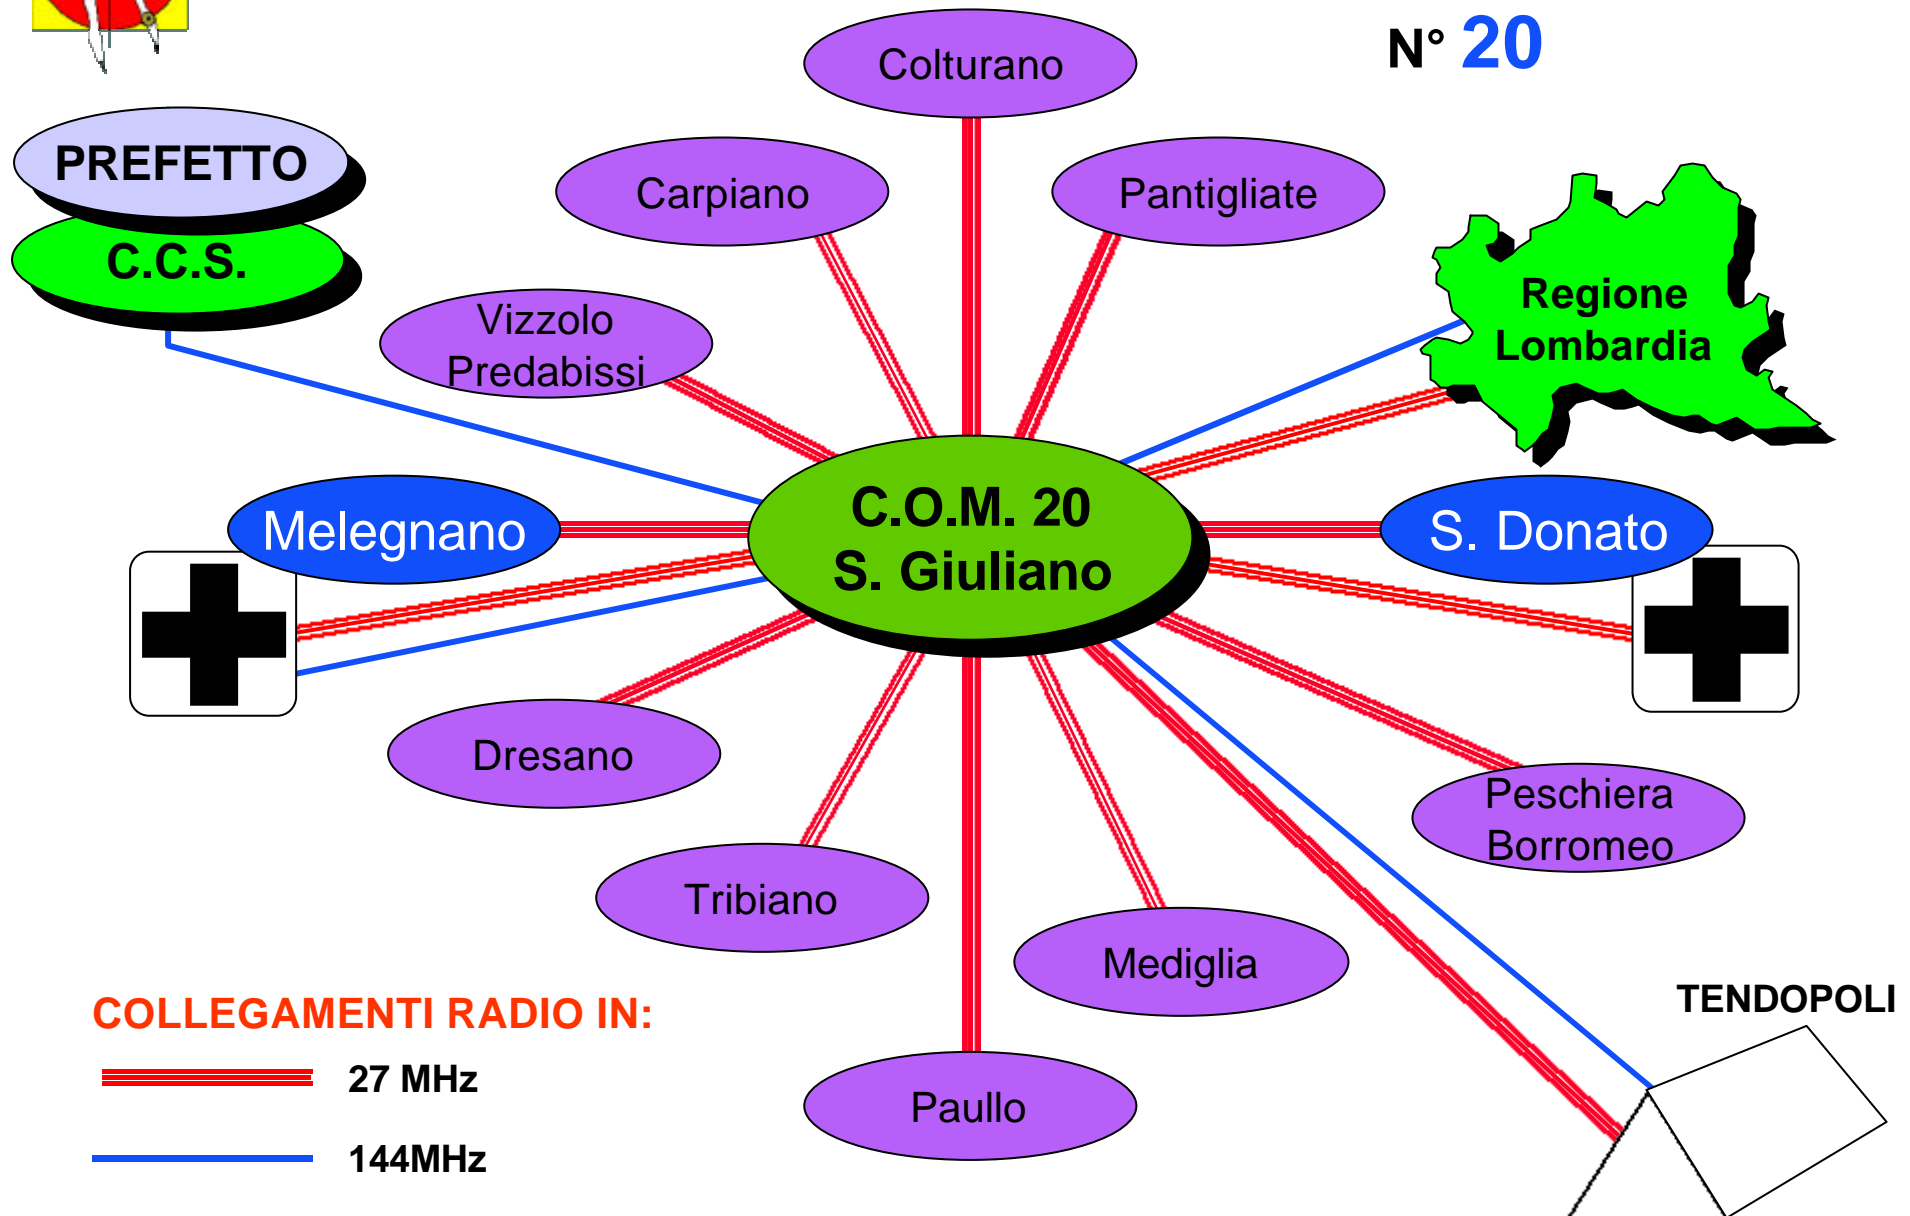 N° 20
Colturano
PREFETTO
Carpiano
Pantigliate
C.C.S.
Vizzolo
Predabissi
Regione
Lombardia
C.O.M. 20
S. Giuliano
Melegnano
S. Donato
Dresano
Peschiera
Borromeo
Tribiano
Mediglia
TENDOPOLI
COLLEGAMENTI RADIO IN:
27 MHz
Paullo
144MHz